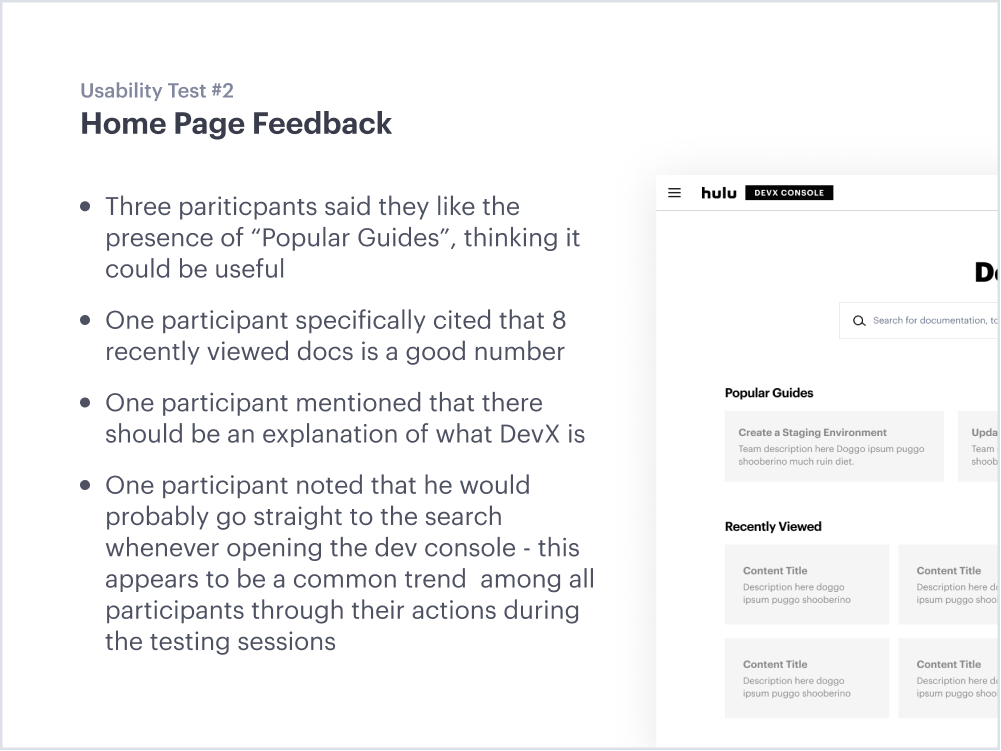 Usability Test #2
Home Page Feedback
Three pariticpants said they like the
presence of “Popular Guides”, thinking it
could be useful
One participant specifically cited that 8
recently viewed docs is a good number
One participant mentioned that there
should be an explanation of what DevX is
One participant noted that he would
probably go straight to the search
whenever opening the dev console - this
appears to be a common trend  among all
participants through their actions during
the testing sessions
hulu DEVX CONSOLE
Search for documentation,
Popular Guides
Create a Staging Environment
Team description here Doggo ipsum puggo
shooberino much ruin diet.
Team
Recently Viewed
Content Title
Description here doggo
ipsum puggo shooberino
Content Title
Description here
ipsum puggo
Content Title
Description here doggo
ipsum puggo shooberino
Content Title
Description here
ipsum puggo